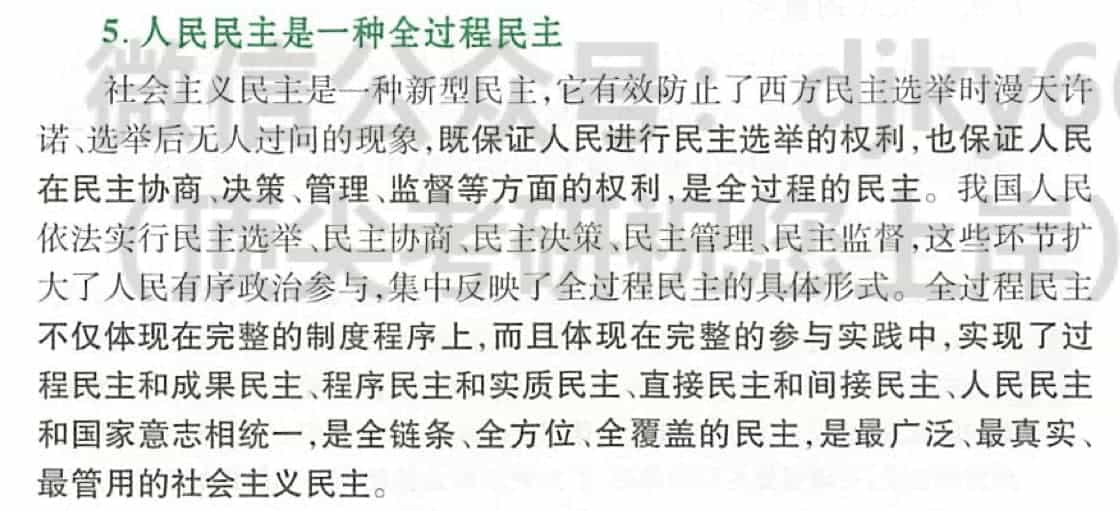 5. 人民民主是一种全过程民主
社会主义民主是一种新型民主,它有效防止了西方民主选举时漫天许
诺、选举后无人过问的现象,既保证人民进行民主选举的权利,也保证人民
在民主协商、决策、管理、监督等方面的权利,是全过程的民主。我国人民
依法实行民主选举、民主协商、民主决策、民主管理、民主监督,这些环节扩
大了人民有序政治参与,集中反映了全过程民主的具体形式。全过程民主
不仅体现在完整的制度程序上,而且体现在完整的参与实践中,实现了过
程民主和成果民主、程序民主和实质民主、直接民主和间接民主、人民民主
和国家意志相统一,是全链条、全方位、全覆盖的民主,是最广泛、最真实、
最管用的社会主义民主。
微信公众号:djky6
(顶尖考研祝您上岸)